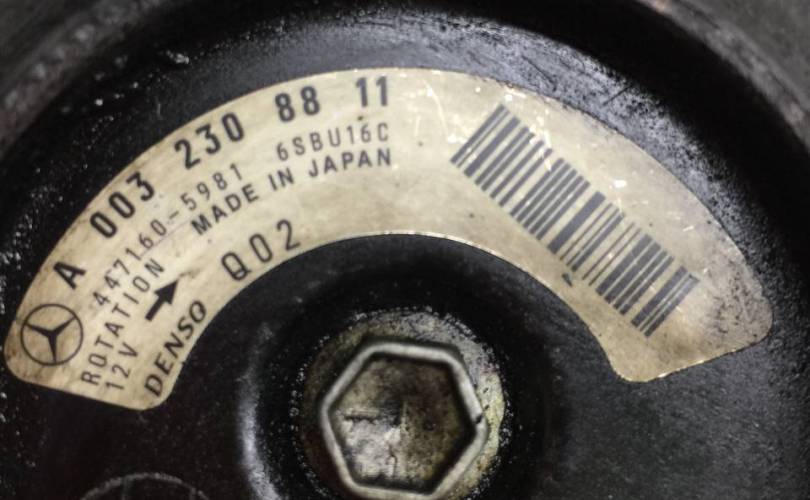 A 003 230 88 11
447160-5981 6SBU16C
ROTATION MADE IN JAPAN
12V Q02
DENSO